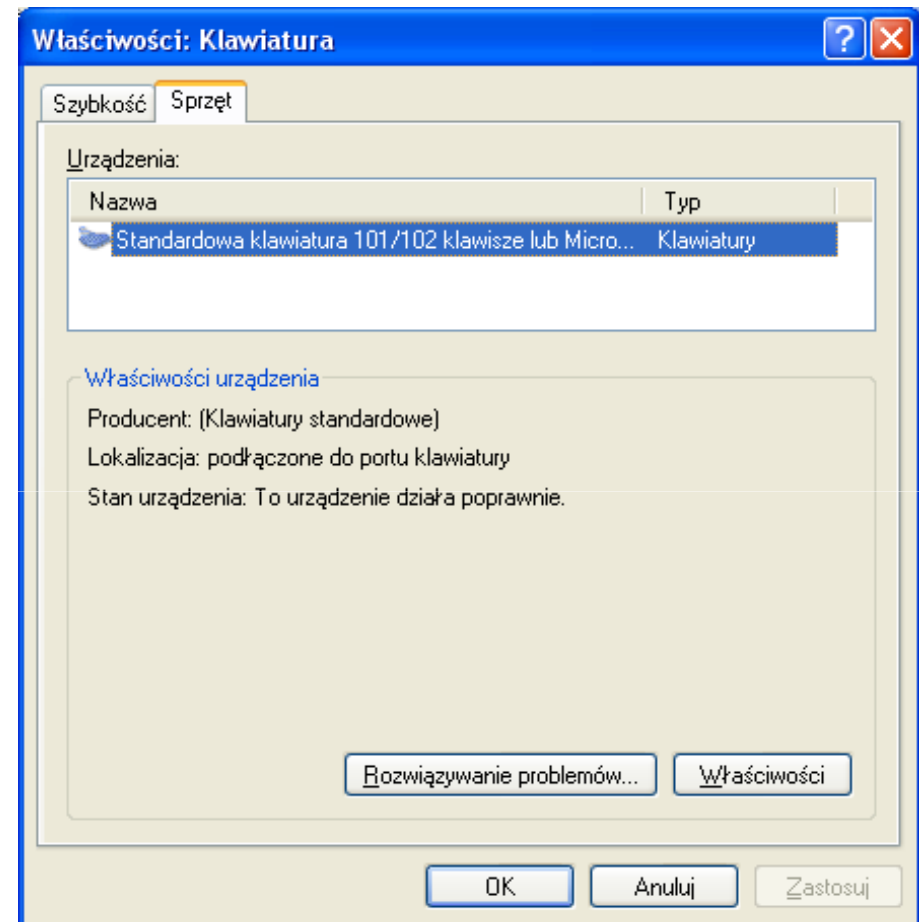 Właściwości: Klawiatura
Szybkość Sprzęt
Urządzenia:
Nazwa Typ
Standardowa klawiatura 101/102 klawisze lub Micro... Klawiatury
Właściwości urządzenia
Producent: (Klawiatury standardowe)
Lokalizacja: podłączone do portu klawiatury
Stan urządzenia: To urządzenie działa poprawnie.
Rozwiązywanie problemów... Właściwości
OK Anuluj Zastosuj